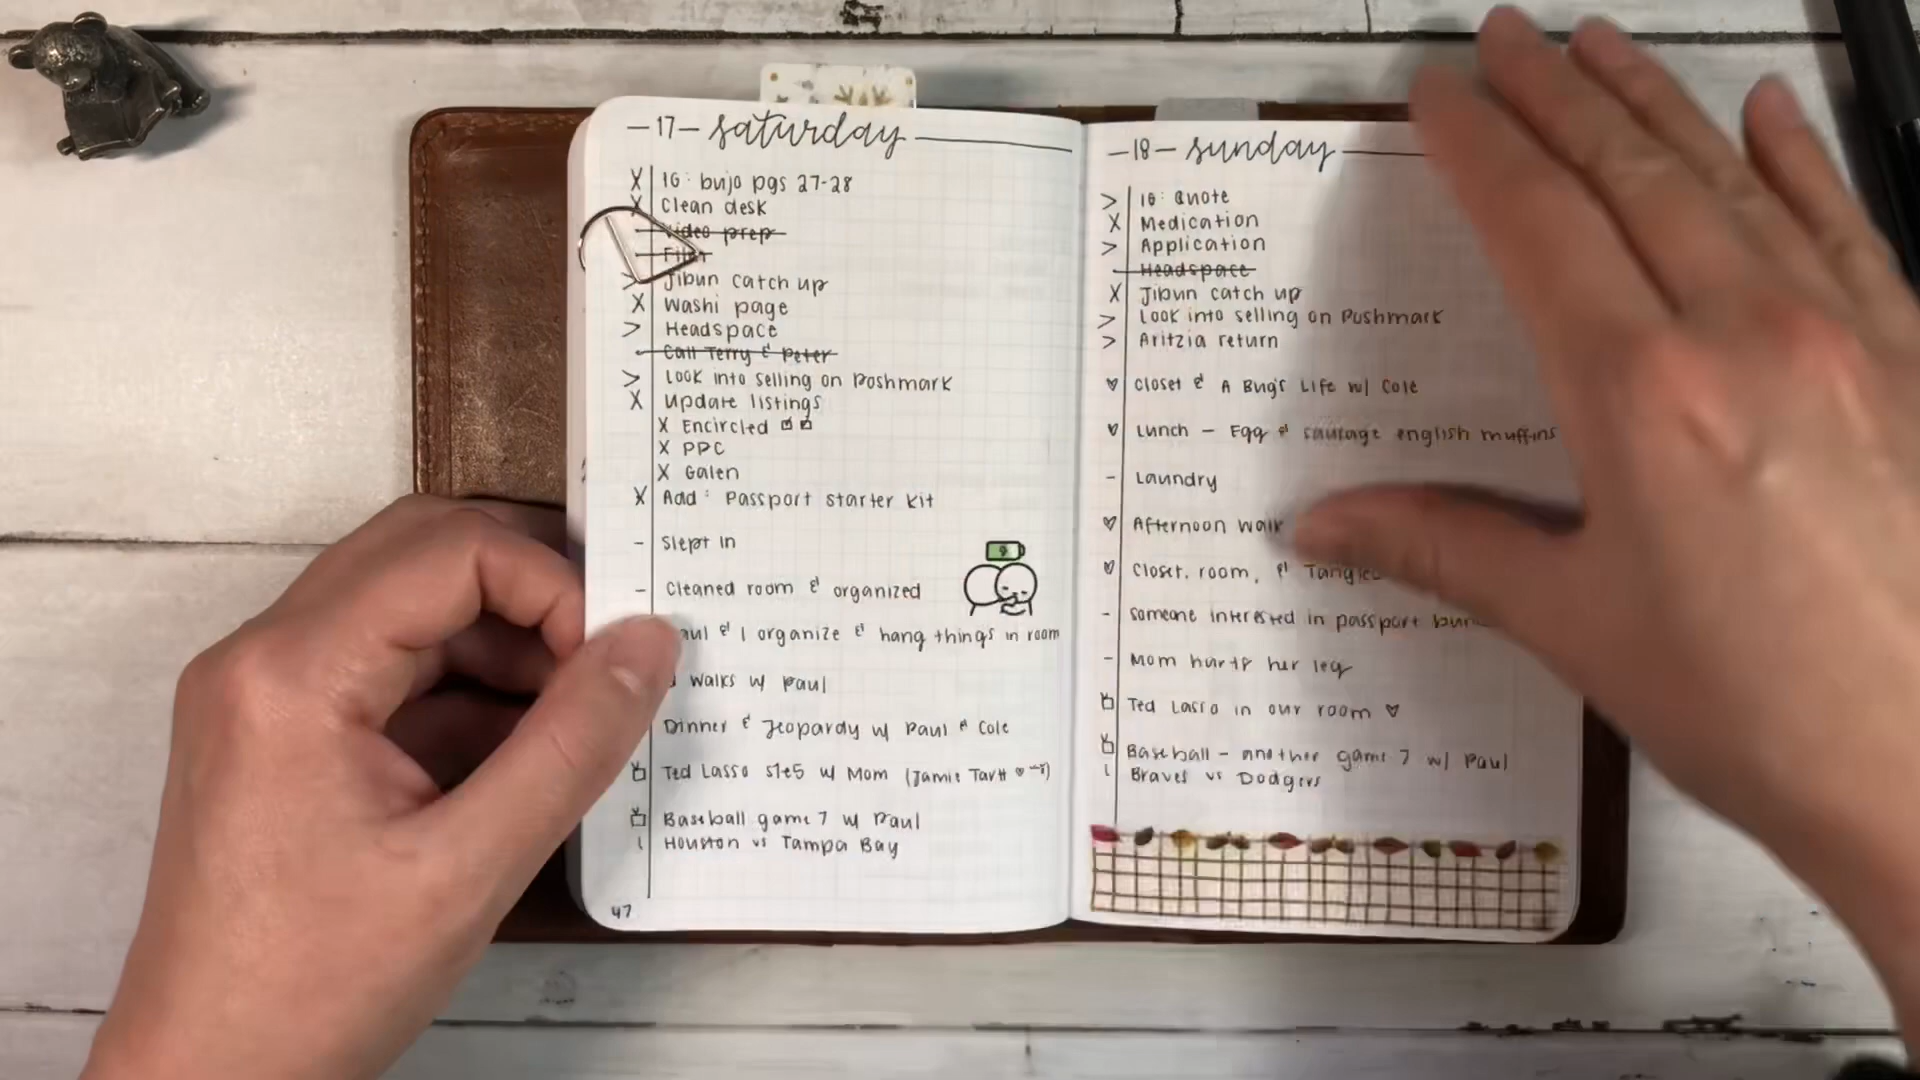 -17- saturday
X IG: bujo pgs 27-28
X Clean desk
Video prep
Film
> Jibun catch up
X Washi page
> Headspace
Call Terry & Peter
> Look into selling on Poshmark
X Update listings
X Encircled
X PPC
X Galen
X Add: Passport starter kit
- Slept in
- Cleaned room & organized
& I organize & hang things in room
walks w/ Paul
Dinner & Jeopardy w/ Paul & Cole
Ted Lasso S1E5 w/ Mom (Jamie Tartt
Baseball game 7 w/ Paul
Houston vs Tampa Bay
47
-18- sunday
> IG: Quote
X Medication
> Application
Headspace
X Jibun catch up
> Look into selling on Poshmark
> Aritzia return
♡ Closet & A Bug's Life w/ Cole
♡ Lunch - Egg & sausage english muffins
- Laundry
♡ Afternoon walk
♡ Closet, room, & Tangled
- Someone interested in passport
- Mom hurts her leg
Ted Lasso in our room ♡
Baseball - another game 7 w/ Paul
Braves vs Dodgers